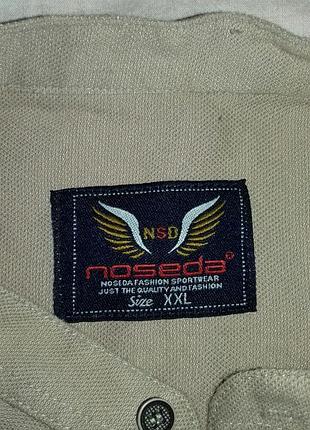 NSD
noseda®
NOSEDA FASHION SPORTWEAR
JUST THE QUALITY AND FASHION
Size XXL